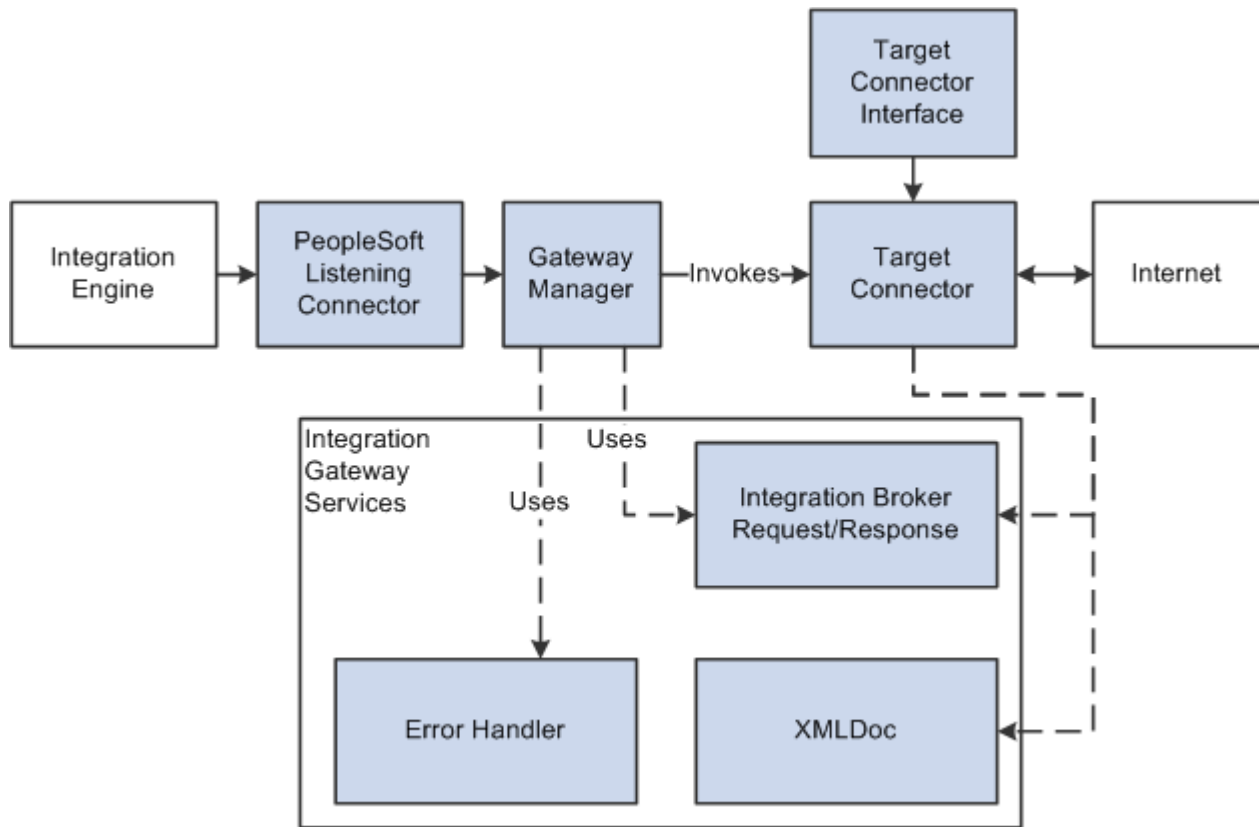 Target
Connector
Interface
Integration
Engine
PeopleSoft
Listening
Connector
Gateway
Manager
Invokes
Target
Connector
Internet
Integration
Gateway
Services
Uses
Uses
Integration Broker
Request/Response
Error Handler
XMLDoc